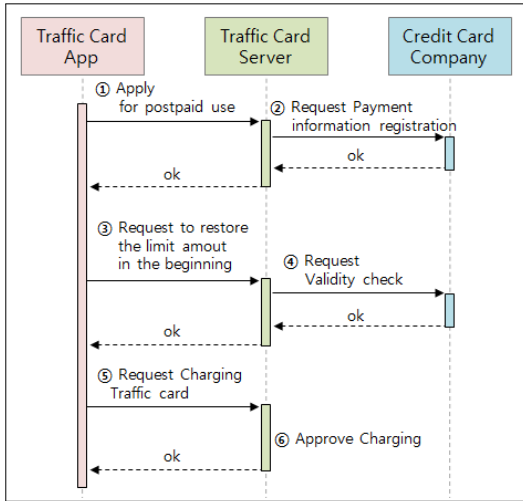 Traffic Card
App
Traffic Card
Server
Credit Card
Company
① Apply
for postpaid use
② Request Payment
information registration
ok
ok
③ Request to restore
the limit amout
in the beginning
④ Request
Validity check
ok
ok
⑤ Request Charging
Traffic card
⑥ Approve Charging
ok